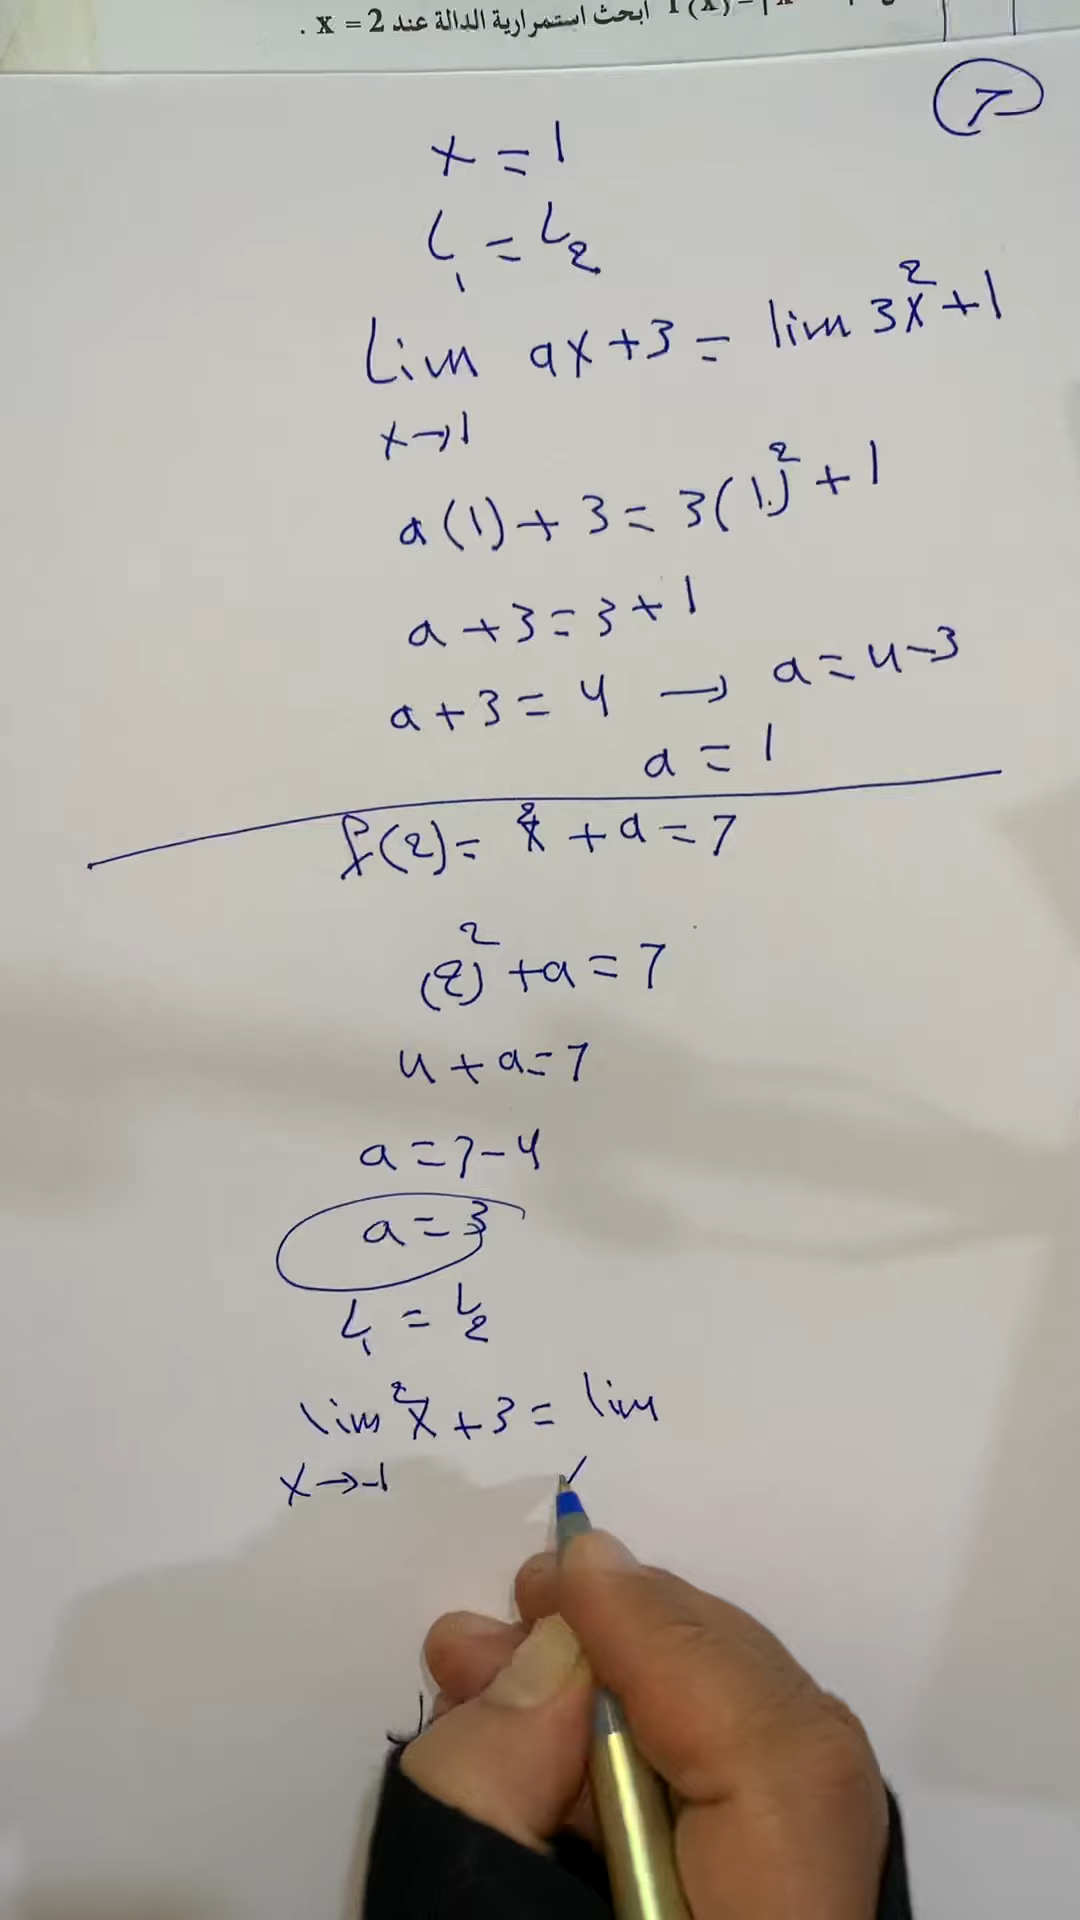 ابحث استمرارية الدالة عند x = 2 .
7
x = 1
L₁ = L₂
Lim ax + 3 = lim 3x² + 1
x → 1
a(1) + 3 = 3(1)² + 1
a + 3 = 3 + 1
a + 3 = 4 → a = 4 - 3
a = 1
f(2) = x² + a = 7
(2)² + a = 7
4 + a = 7
a = 7 - 4
a = 3
L₁ = L₂
lim x² + 3 = lim
x → -1